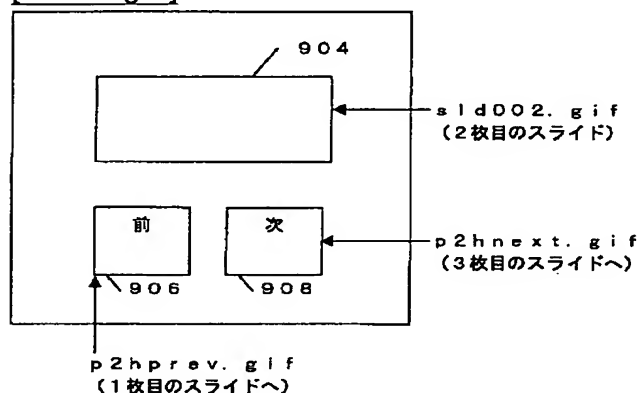 904
sld002. gif
(2枚目のスライド)
前
次
p2hnext. gif
(3枚目のスライドへ)
906
908
p2hprev. gif
(1枚目のスライドへ)